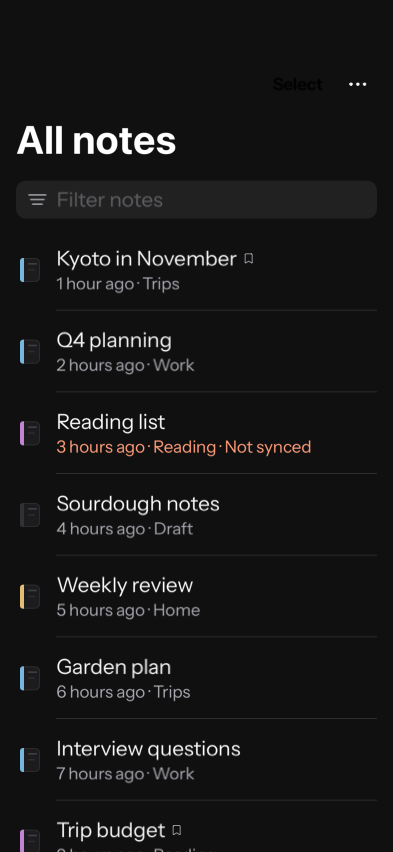 Select
All notes
Filter notes
Kyoto in November
1 hour ago · Trips
Q4 planning
2 hours ago · Work
Reading list
3 hours ago · Reading · Not synced
Sourdough notes
4 hours ago · Draft
Weekly review
5 hours ago · Home
Garden plan
6 hours ago · Trips
Interview questions
7 hours ago · Work
Trip budget